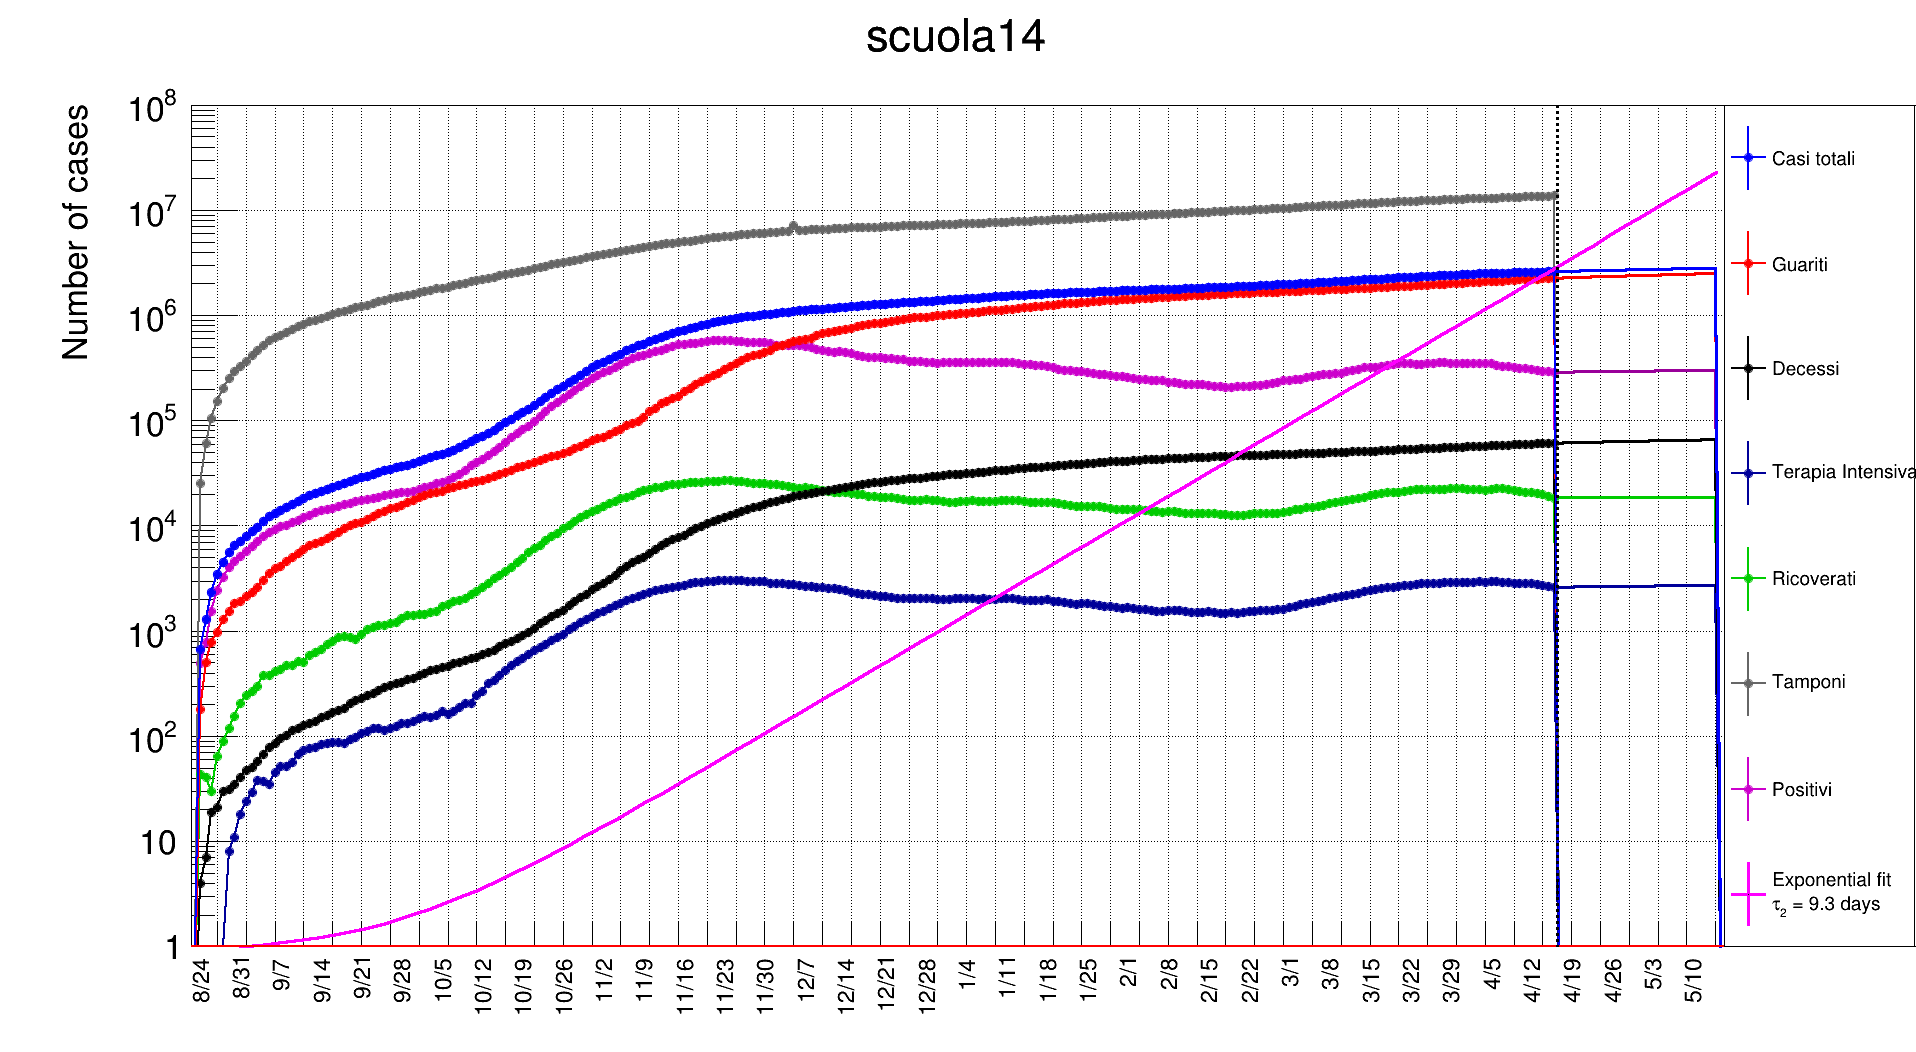 scuola14
Number of cases
10^8
10^7
10^6
10^5
10^4
10^3
10^2
10
1
8/24 8/31 9/7 9/14 9/21 9/28 10/5 10/12 10/19 10/26 11/2 11/9 11/16 11/23 11/30 12/7 12/14 12/21 12/28 1/4 1/11 1/18 1/25 2/1 2/8 2/15 2/22 3/1 3/8 3/15 3/22 3/29 4/5 4/12 4/19 4/26 5/3 5/10
Casi totali
Guariti
Decessi
Terapia Intensiva
Ricoverati
Tamponi
Positivi
Exponential fit
τ_2 = 9.3 days